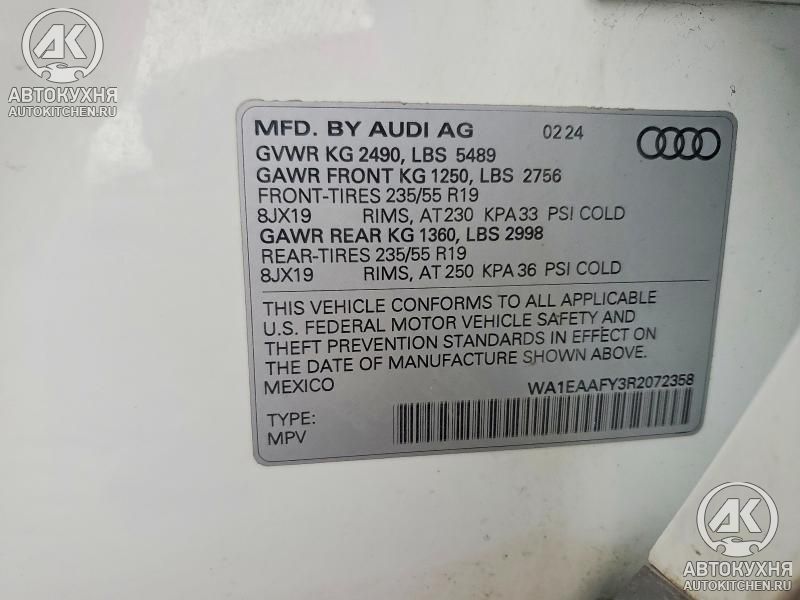 AK
АВТОКУХНЯ
AUTOKITCHEN.RU
MFD. BY AUDI AG 02 24
GVWR KG 2490, LBS 5489
GAWR FRONT KG 1250, LBS 2756
FRONT-TIRES 235/55 R19
8JX19 RIMS, AT 230 KPA 33 PSI COLD
GAWR REAR KG 1360, LBS 2998
REAR-TIRES 235/55 R19
8JX19 RIMS, AT 250 KPA 36 PSI COLD
THIS VEHICLE CONFORMS TO ALL APPLICABLE
U.S. FEDERAL MOTOR VEHICLE SAFETY AND
THEFT PREVENTION STANDARDS IN EFFECT ON
THE DATE OF MANUFACTURE SHOWN ABOVE.
MEXICO WA1EAAFY3R2072358
TYPE:
MPV
AK
АВТОКУХНЯ
AUTOKITCHEN.RU